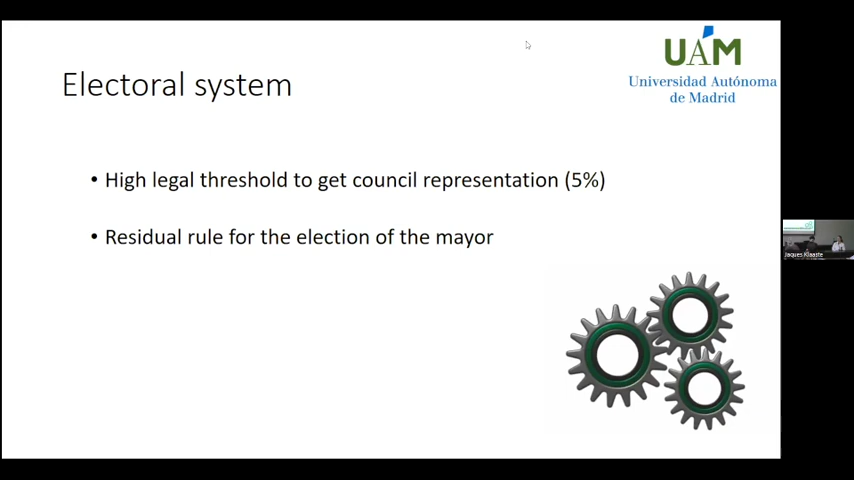 UAM
Universidad Autónoma
de Madrid
Electoral system
• High legal threshold to get council representation (5%)
• Residual rule for the election of the mayor
Jaques Klaaste